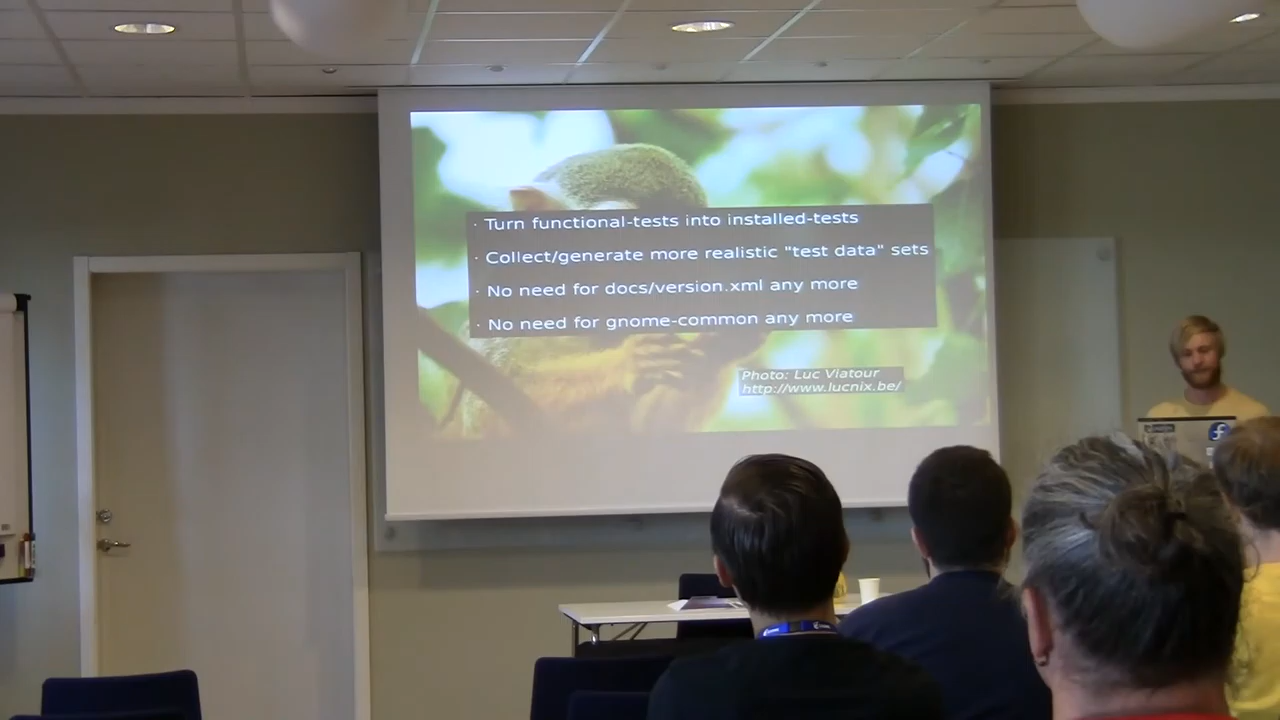 · Turn functional-tests into installed-tests
· Collect/generate more realistic "test data" sets
· No need for docs/version.xml any more
· No need for gnome-common any more
Photo: Luc Viatour
http://www.lucnix.be/